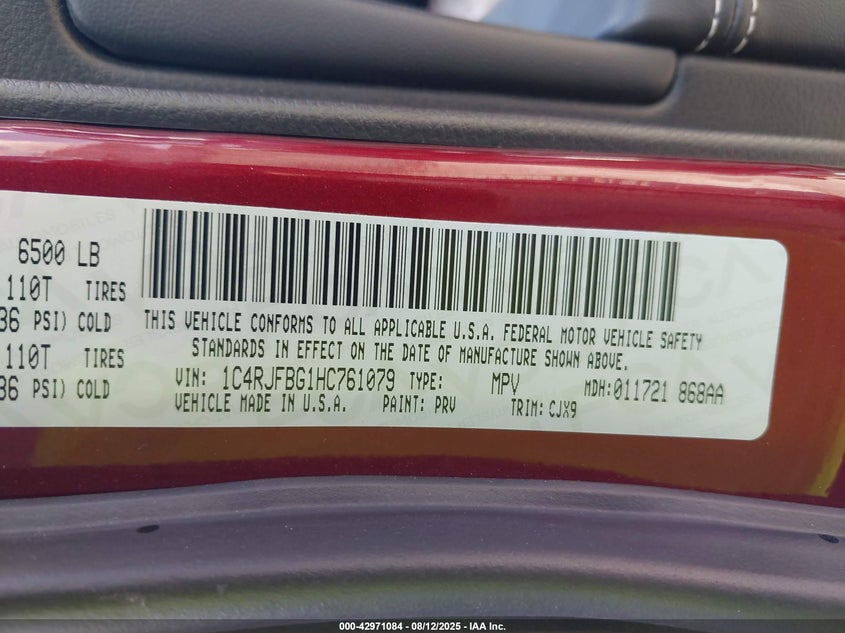 6500 LB
110T TIRES
36 PSI) COLD
110T TIRES
36 PSI) COLD
THIS VEHICLE CONFORMS TO ALL APPLICABLE U.S.A. FEDERAL MOTOR VEHICLE SAFETY
STANDARDS IN EFFECT ON THE DATE OF MANUFACTURE SHOWN ABOVE.
VIN: 1C4RJFBG1HC761079 TYPE: MPV MDH:011721 868AA
VEHICLE MADE IN U.S.A. PAINT: PRV TRIM: CJX9
000-42971084 - 08/12/2025 - IAA Inc.